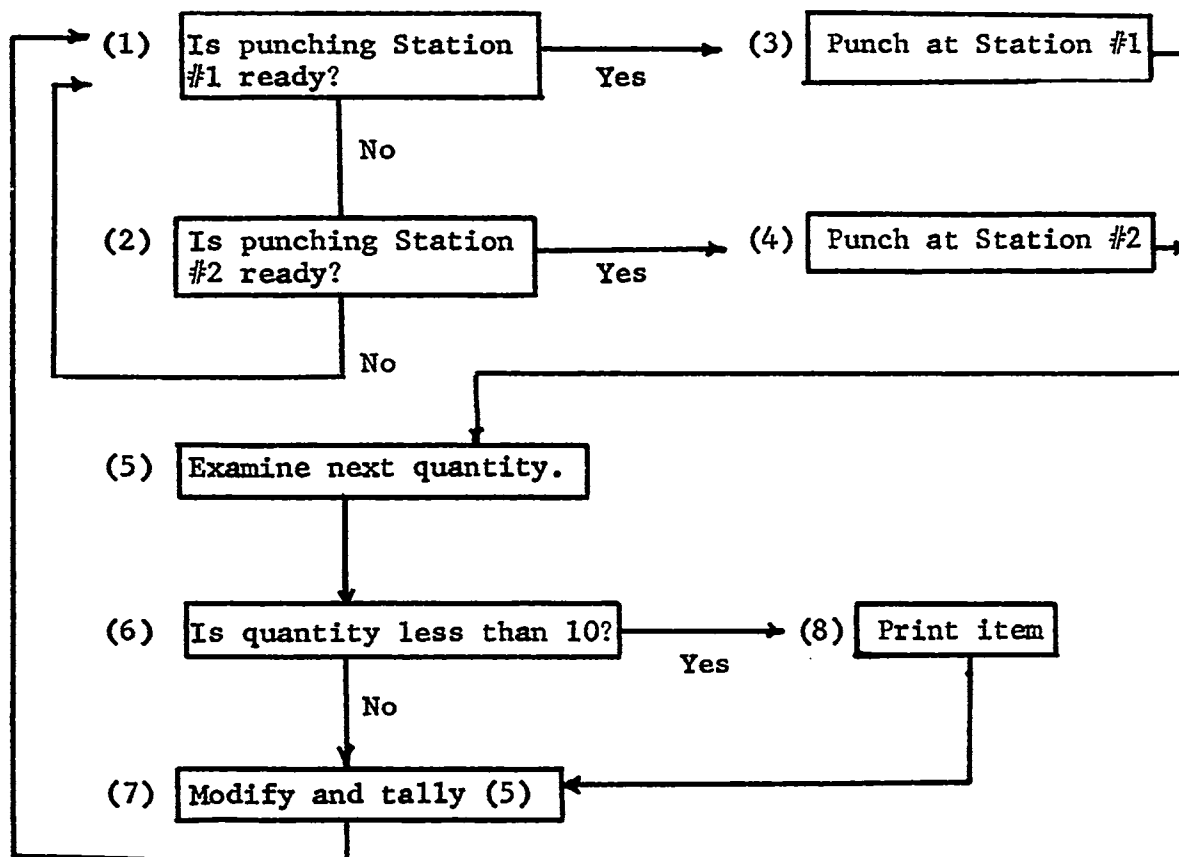 (1) Is punching Station
#1 ready?
Yes
(3) Punch at Station #1
No
(2) Is punching Station
#2 ready?
Yes
(4) Punch at Station #2
No
(5) Examine next quantity.
(6) Is quantity less than 10?
Yes
(8) Print item
No
(7) Modify and tally (5)